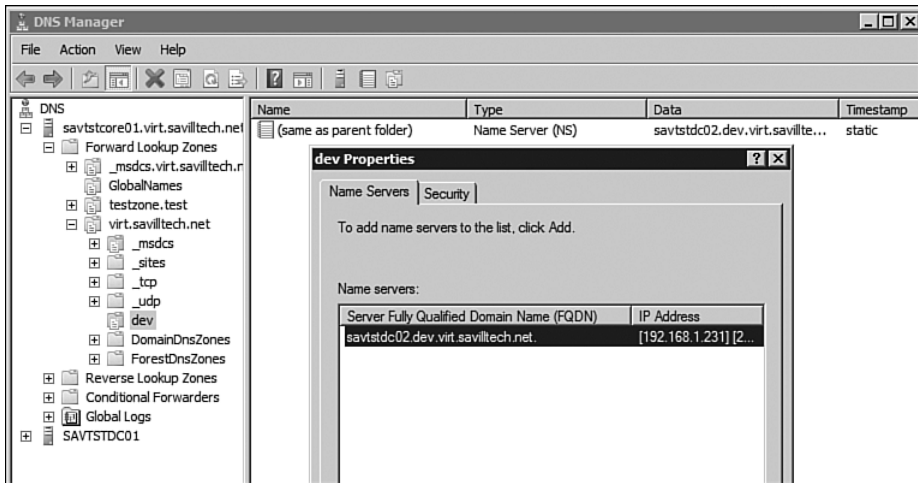 DNS Manager
File Action View Help
DNS
savtstcore01.virt.savilltech.net
Forward Lookup Zones
_msdcs.virt.savilltech.n
GlobalNames
testzone.test
virt.savilltech.net
_msdcs
_sites
_tcp
_udp
dev
DomainDnsZones
ForestDnsZones
Reverse Lookup Zones
Conditional Forwarders
Global Logs
SAVTSTDC01
Name Type Data Timestamp
(same as parent folder) Name Server (NS) savtstdc02.dev.virt.saville... static
dev Properties
Name Servers Security
To add name servers to the list, click Add.
Name servers:
Server Fully Qualified Domain Name (FQDN) IP Address
savtstdc02.dev.virt.savilltech.net. [192.168.1.231] [2...